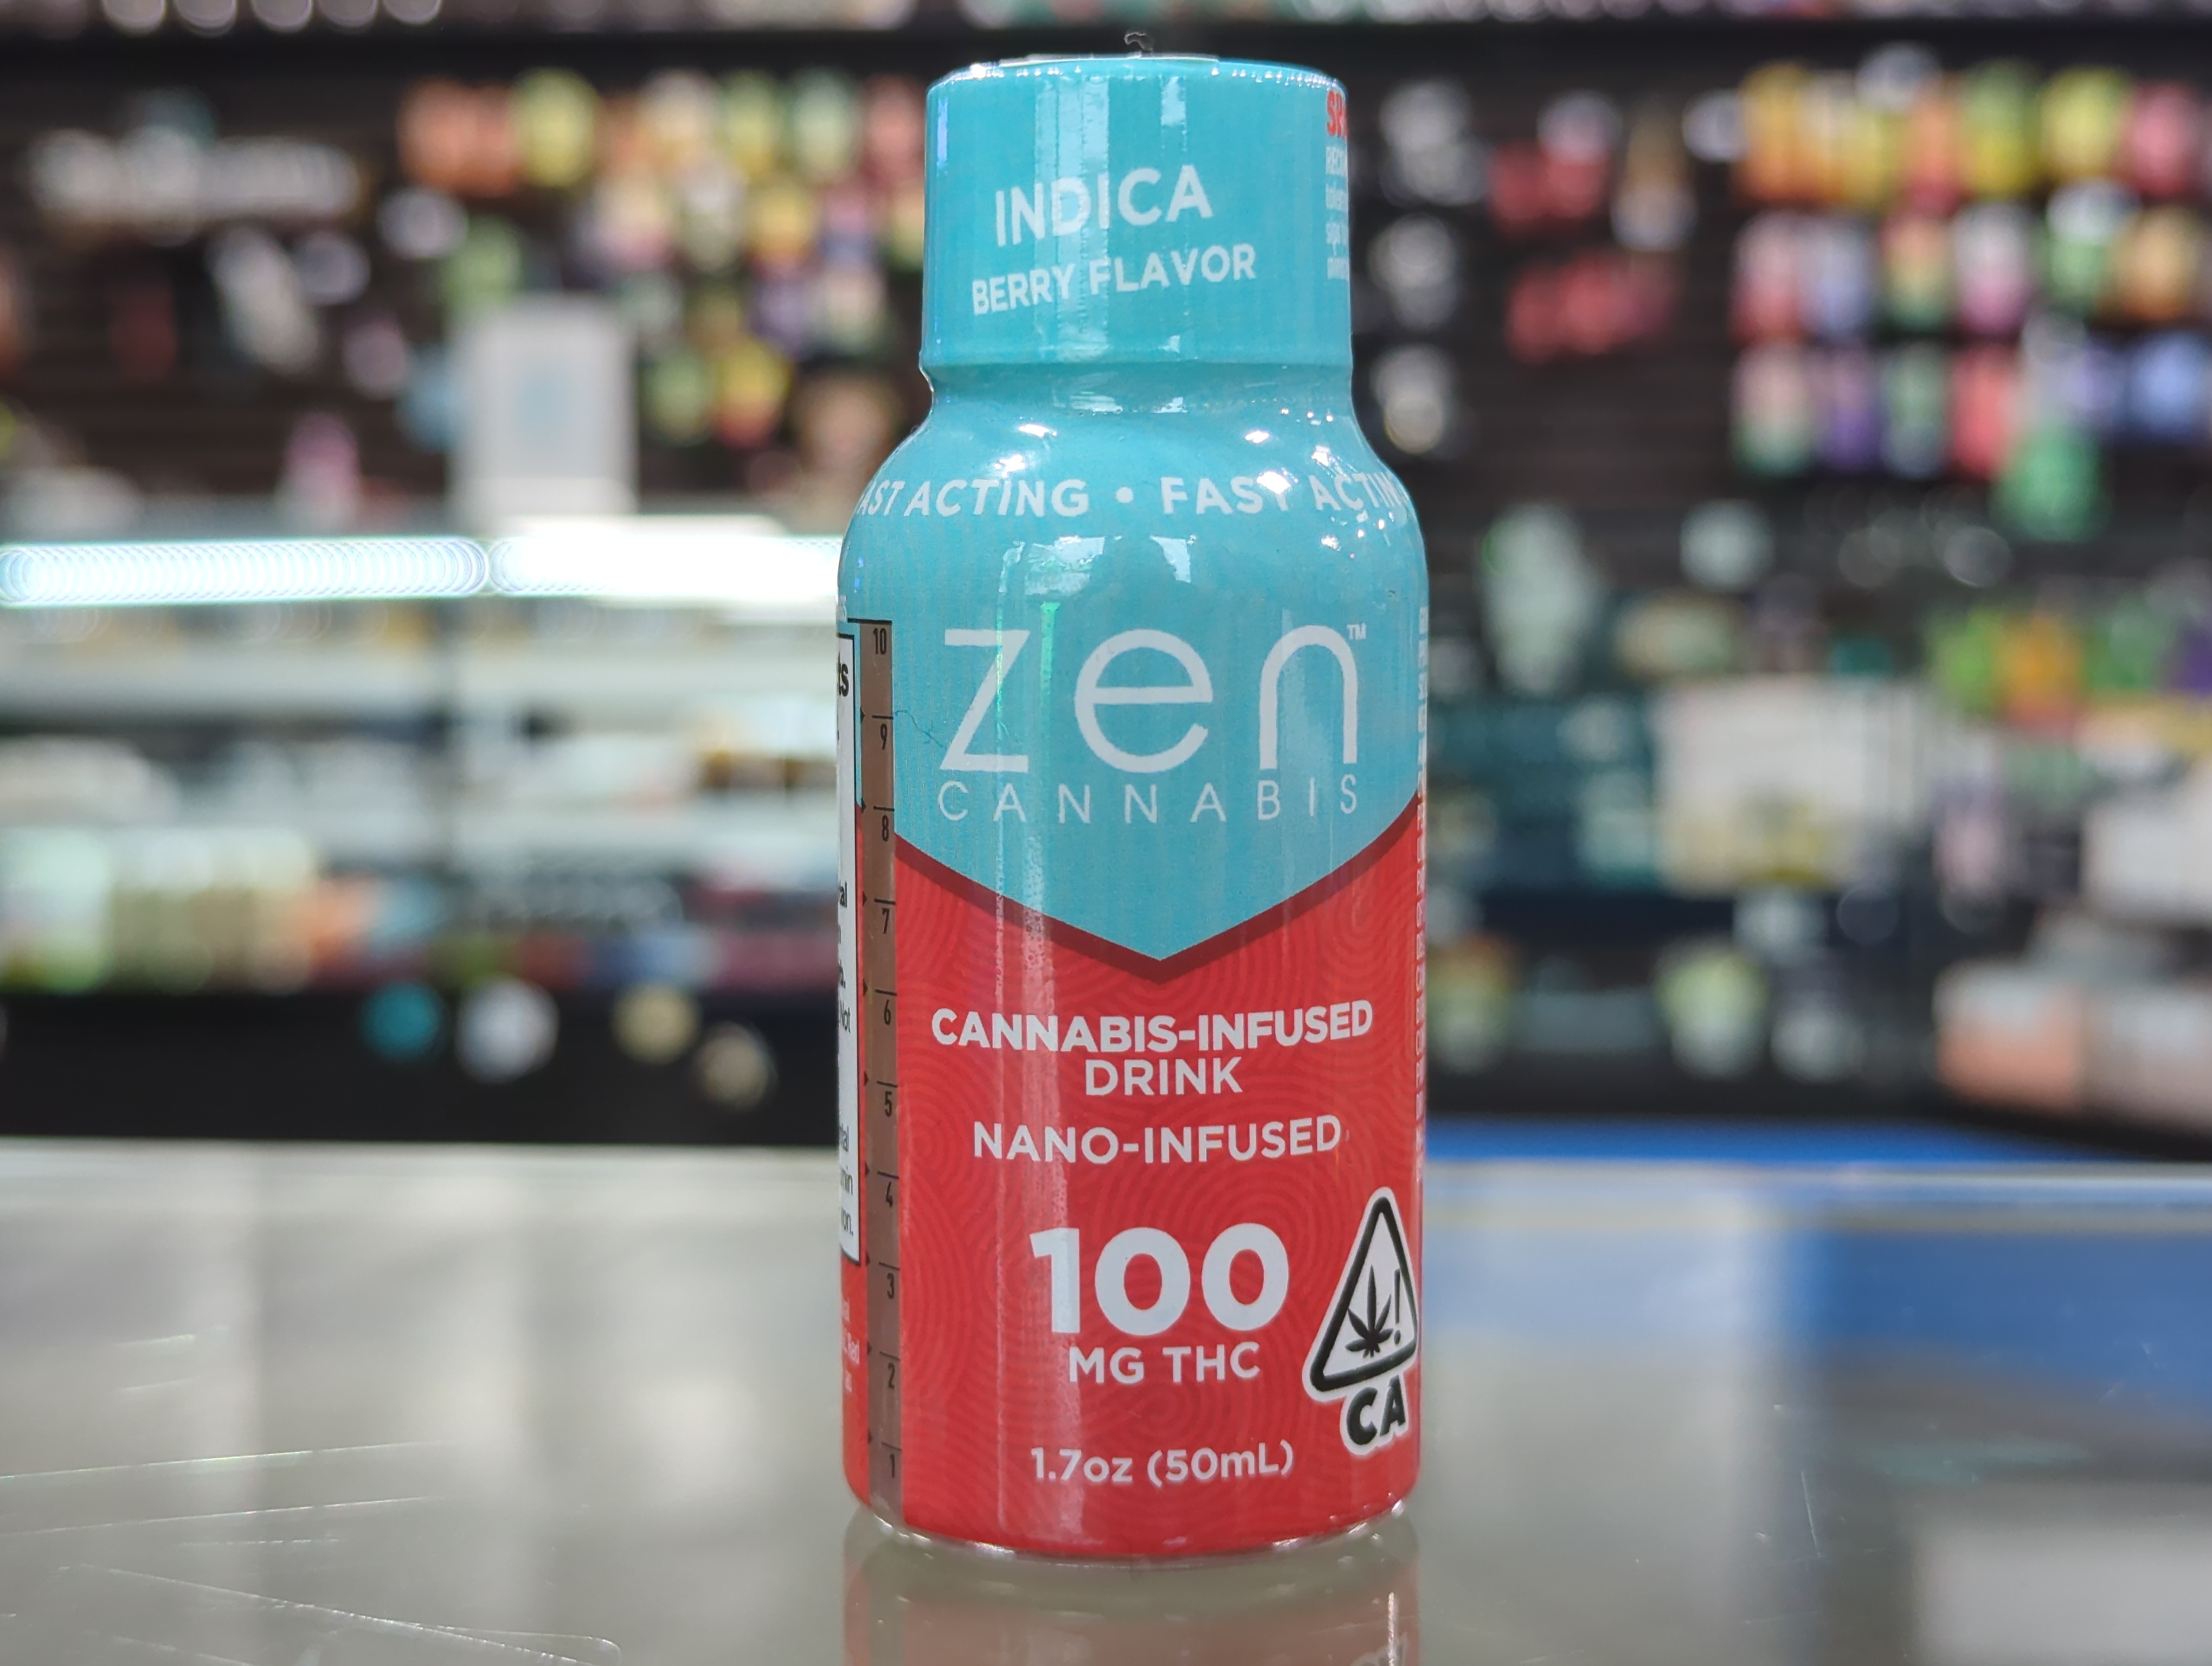 INDICA
BERRY FLAVOR
FAST ACTING • FAST ACTING
zen™
CANNABIS
10
9
8
7
6
5
4
3
2
1
CANNABIS-INFUSED
DRINK
NANO-INFUSED
100
MG THC
CA
1.7oz (50mL)